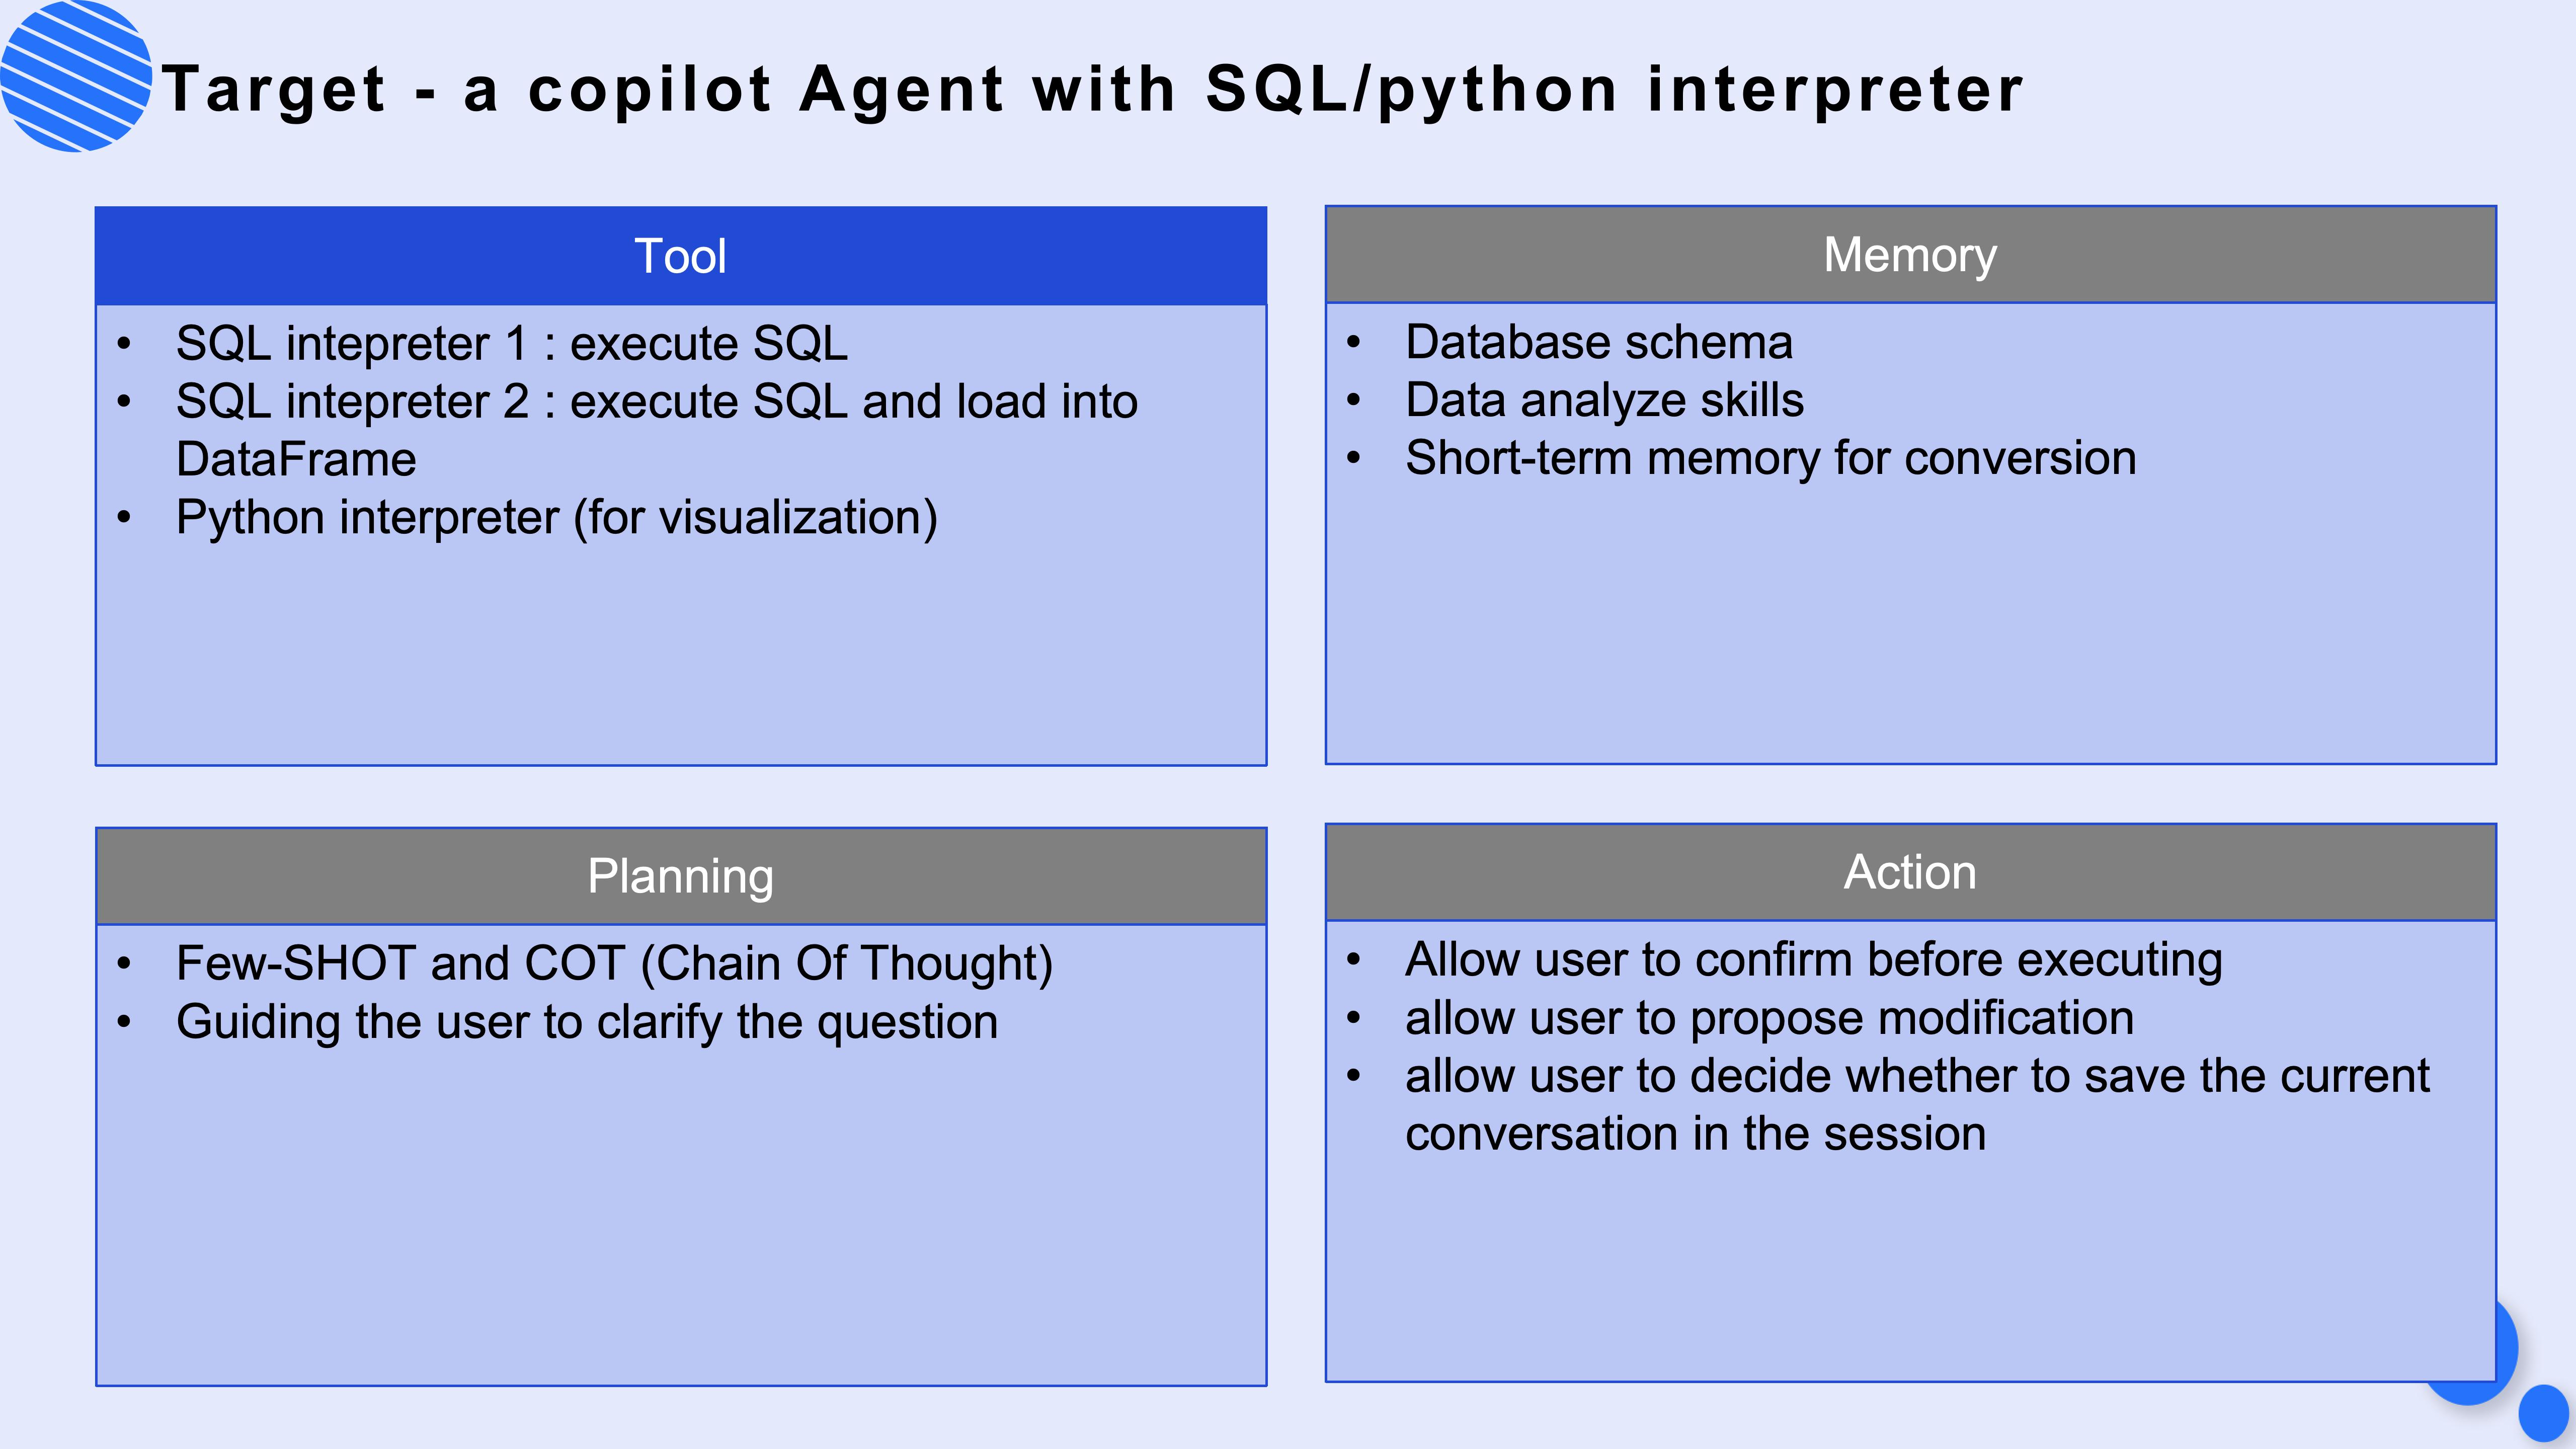 Target - a copilot Agent with SQL/python interpreter
Tool
• SQL intepreter 1 : execute SQL
• SQL intepreter 2 : execute SQL and load into
DataFrame
• Python interpreter (for visualization)
Memory
• Database schema
• Data analyze skills
• Short-term memory for conversion
Planning
• Few-SHOT and COT (Chain Of Thought)
• Guiding the user to clarify the question
Action
• Allow user to confirm before executing
• allow user to propose modification
• allow user to decide whether to save the current
conversation in the session